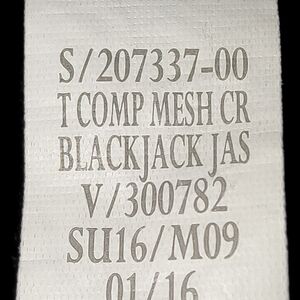 S/207337-00
T COMP MESH CR
BLACKJACK JAS
V/300782
SU16/M09
01/16